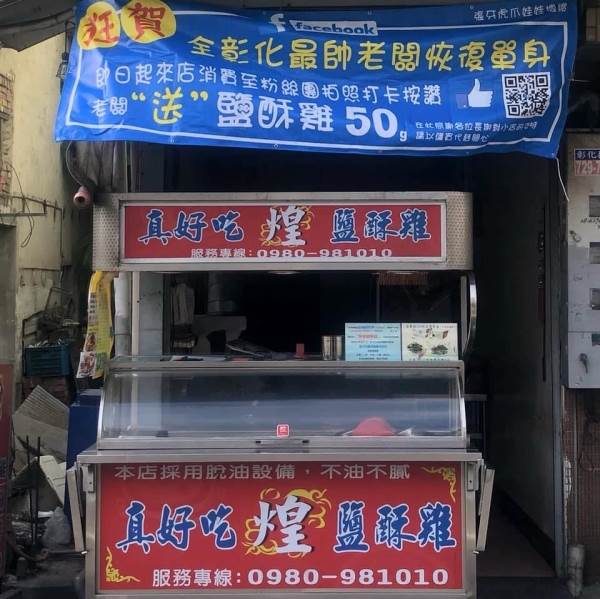 狂賀
facebook
全彰化最帥老闆恢復單身
即日起來店消費至粉絲團拍照打卡按讚
老闆“送”鹽酥雞50g
真好吃 煌 鹽酥雞
服務專線：0980-981010
本店採用脫油設備，不油不膩
真好吃 煌 鹽酥雞
服務專線：0980-981010